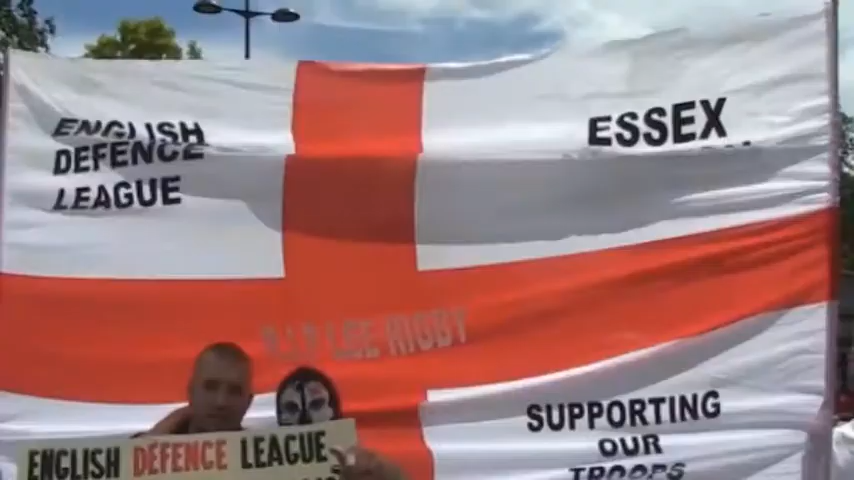 ENGLISH
DEFENCE
LEAGUE
ESSEX
R.I.P LEE RIGBY
SUPPORTING
OUR
TROOPS
ENGLISH DEFENCE LEAGUE